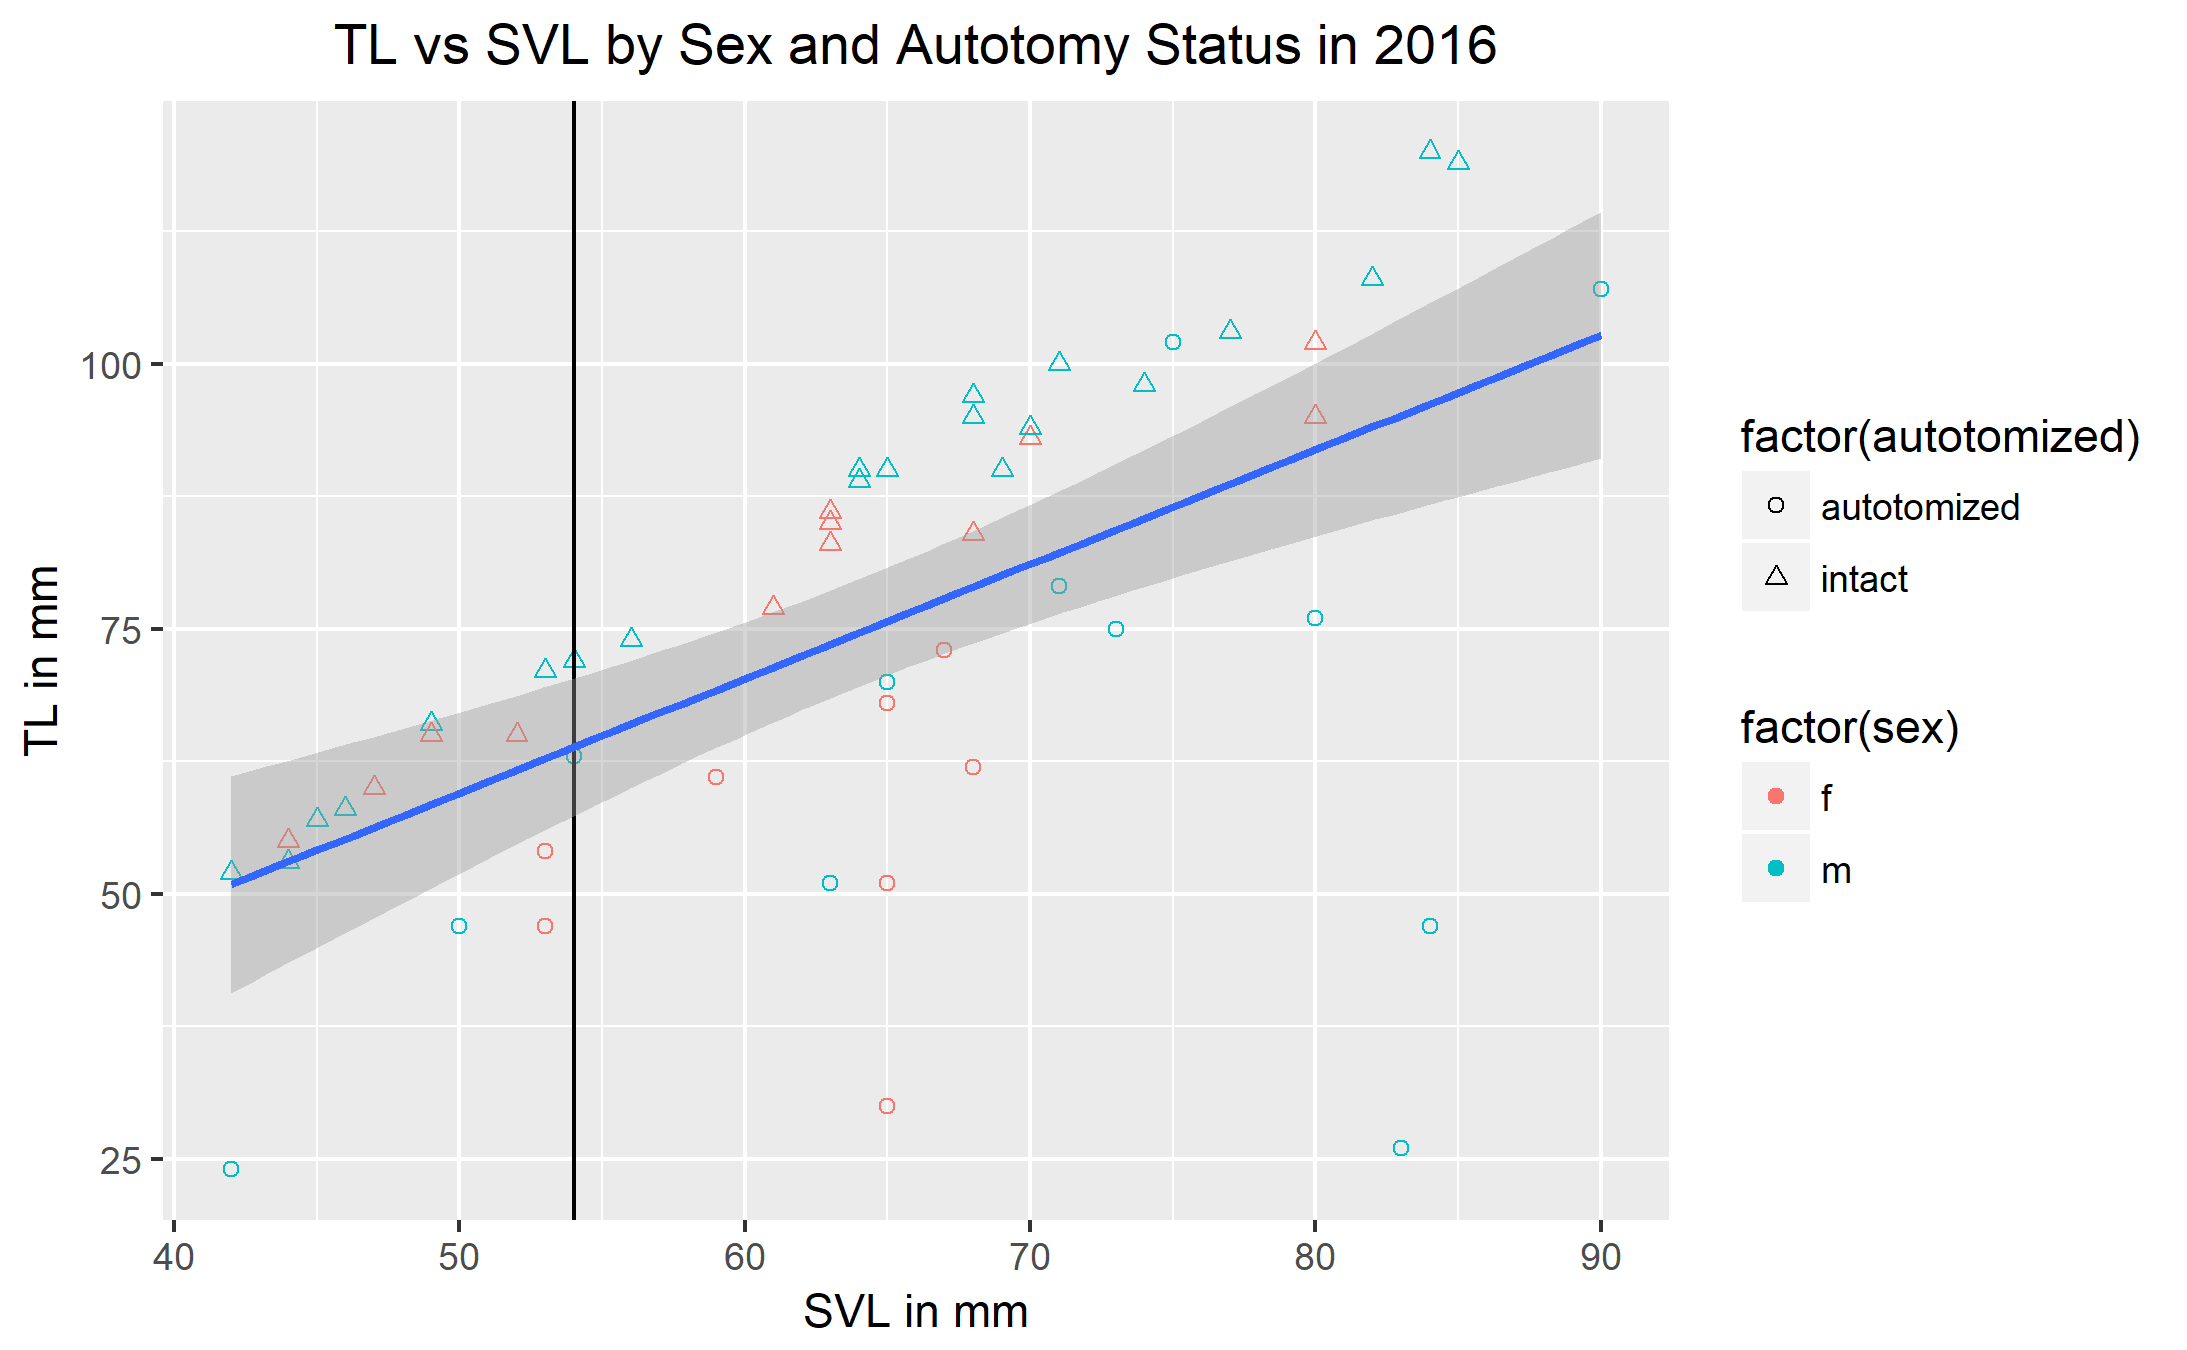 TL vs SVL by Sex and Autotomy Status in 2016
TL in mm
100
75
50
25
40 50 60 70 80 90
SVL in mm
factor(autotomized)
autotomized
intact
factor(sex)
f
m